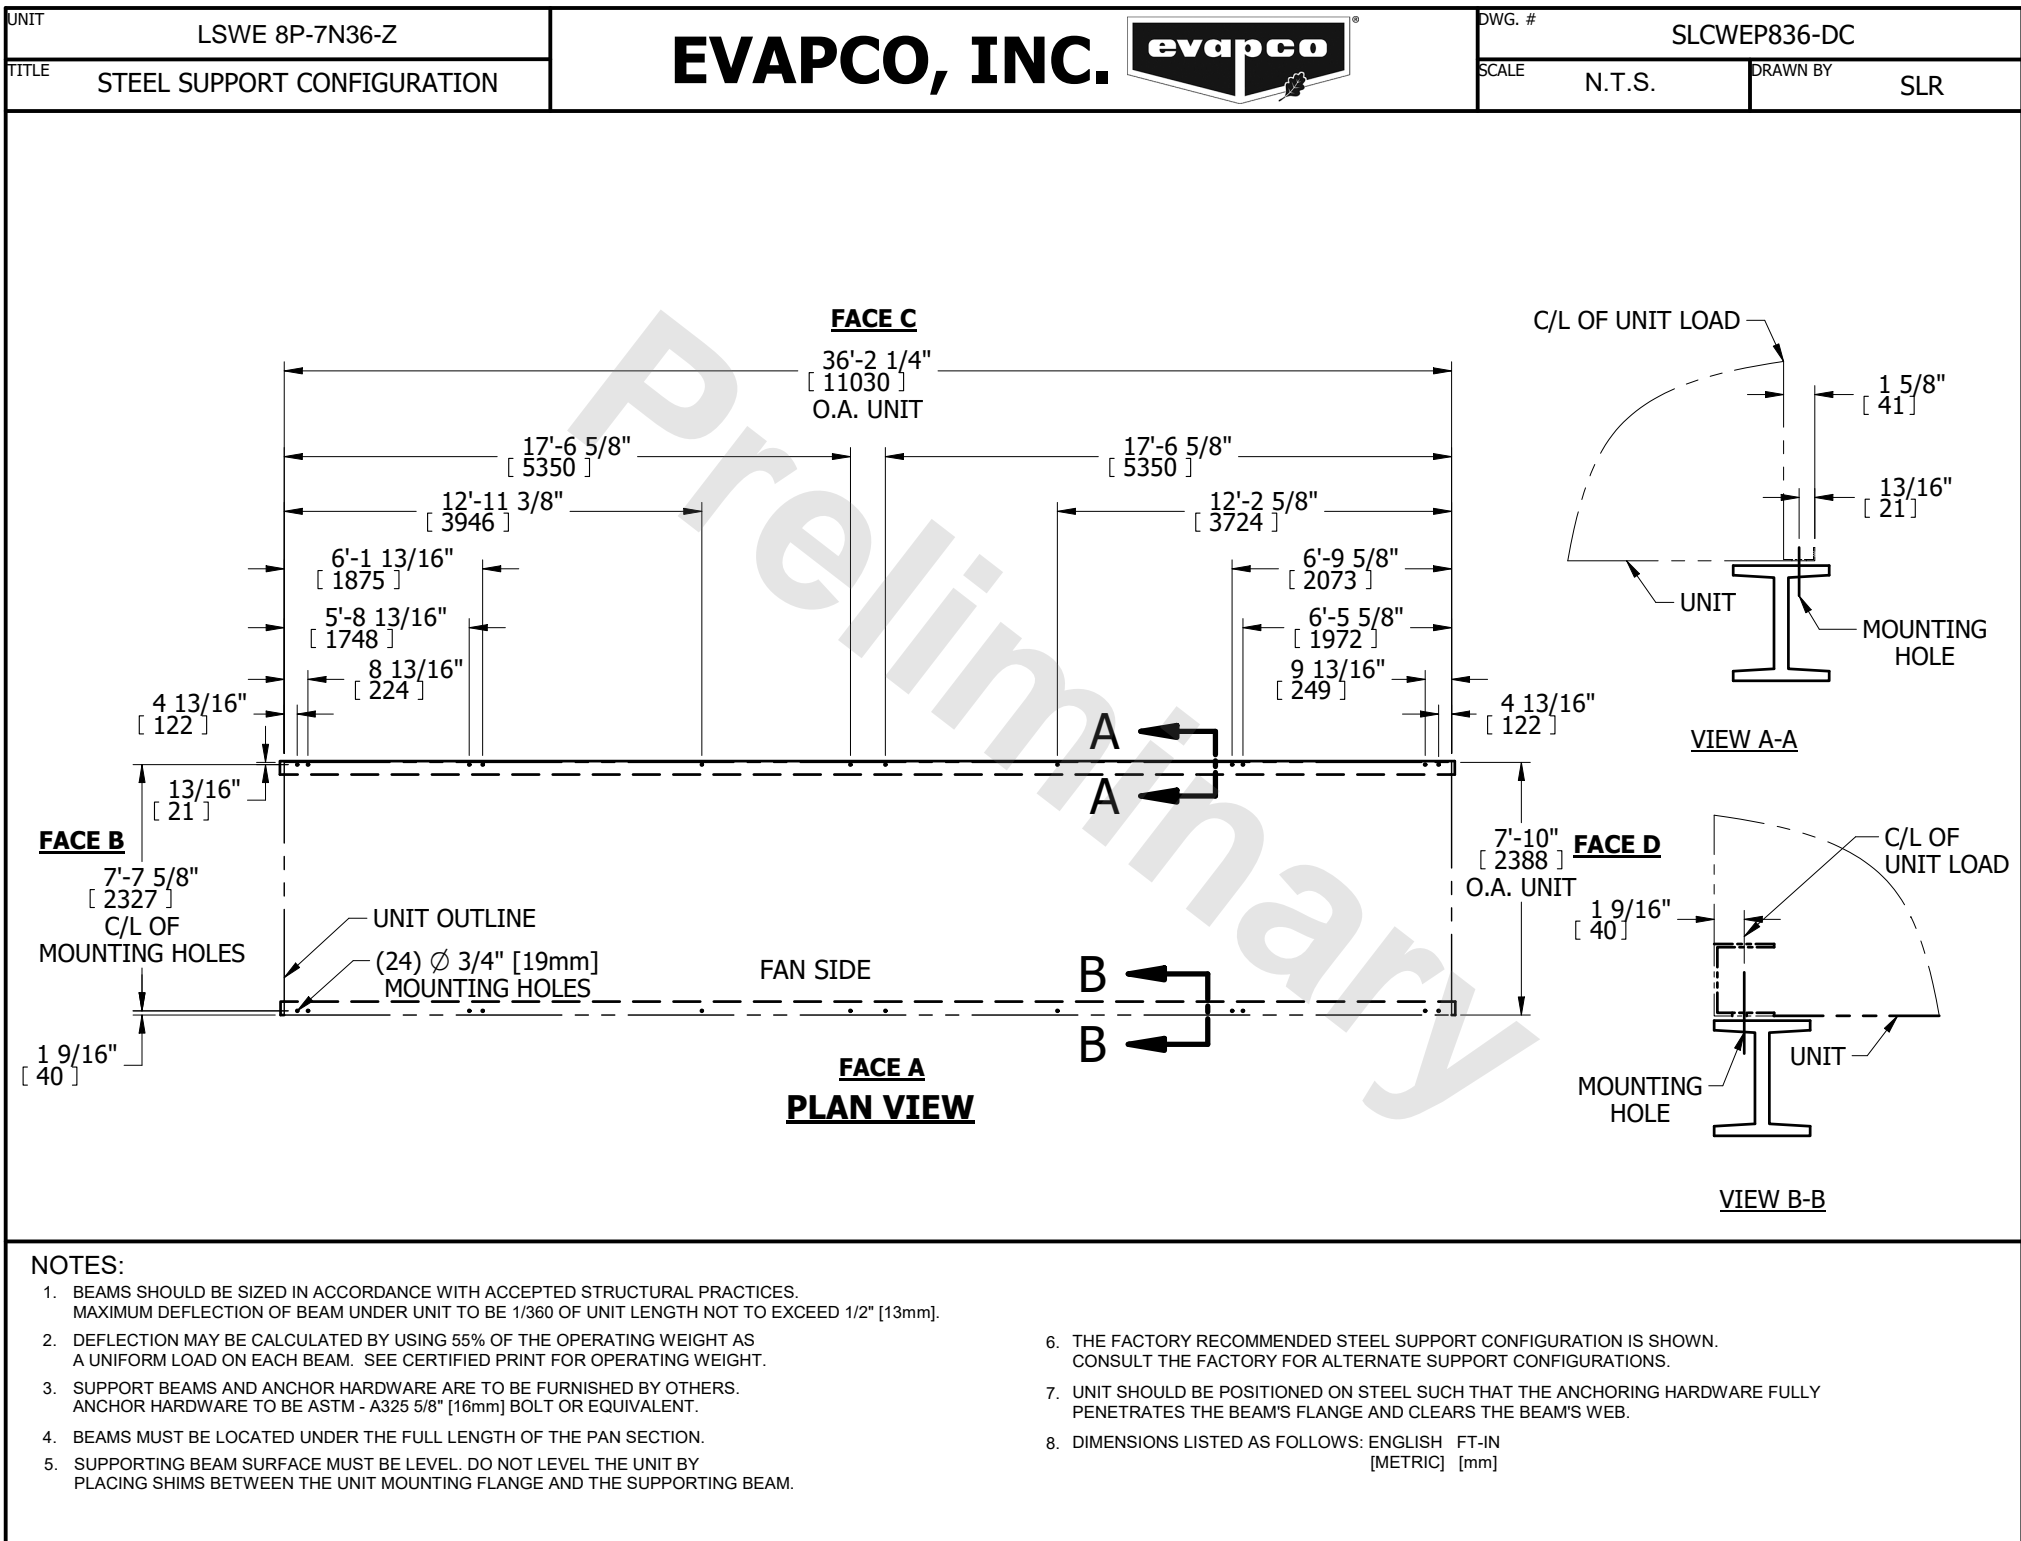 UNIT
LSWE 8P-7N36-Z
TITLE
STEEL SUPPORT CONFIGURATION
EVAPCO, INC.
evapco
®
DWG. #
SLCWEP836-DC
SCALE
N.T.S.
DRAWN BY
SLR
FACE C
36'-2 1/4"
[ 11030 ]
O.A. UNIT
17'-6 5/8"
[ 5350 ]
17'-6 5/8"
[ 5350 ]
12'-11 3/8"
[ 3946 ]
12'-2 5/8"
[ 3724 ]
6'-1 13/16"
[ 1875 ]
6'-9 5/8"
[ 2073 ]
5'-8 13/16"
[ 1748 ]
6'-5 5/8"
[ 1972 ]
8 13/16"
[ 224 ]
9 13/16"
[ 249 ]
4 13/16"
[ 122 ]
4 13/16"
[ 122 ]
A
A
13/16"
[ 21 ]
FACE B
7'-7 5/8"
[ 2327 ]
C/L OF
MOUNTING HOLES
7'-10"
[ 2388 ]
O.A. UNIT
FACE D
UNIT OUTLINE
(24) Ø 3/4" [19mm]
MOUNTING HOLES
FAN SIDE
B
B
1 9/16"
[ 40 ]
FACE A
PLAN VIEW
Preliminary
C/L OF UNIT LOAD
1 5/8"
[ 41 ]
13/16"
[ 21 ]
UNIT
MOUNTING
HOLE
VIEW A-A
C/L OF
UNIT LOAD
1 9/16"
[ 40 ]
UNIT
MOUNTING
HOLE
VIEW B-B
NOTES:
1. BEAMS SHOULD BE SIZED IN ACCORDANCE WITH ACCEPTED STRUCTURAL PRACTICES.
MAXIMUM DEFLECTION OF BEAM UNDER UNIT TO BE 1/360 OF UNIT LENGTH NOT TO EXCEED 1/2" [13mm].
2. DEFLECTION MAY BE CALCULATED BY USING 55% OF THE OPERATING WEIGHT AS
A UNIFORM LOAD ON EACH BEAM. SEE CERTIFIED PRINT FOR OPERATING WEIGHT.
3. SUPPORT BEAMS AND ANCHOR HARDWARE ARE TO BE FURNISHED BY OTHERS.
ANCHOR HARDWARE TO BE ASTM - A325 5/8" [16mm] BOLT OR EQUIVALENT.
4. BEAMS MUST BE LOCATED UNDER THE FULL LENGTH OF THE PAN SECTION.
5. SUPPORTING BEAM SURFACE MUST BE LEVEL. DO NOT LEVEL THE UNIT BY
PLACING SHIMS BETWEEN THE UNIT MOUNTING FLANGE AND THE SUPPORTING BEAM.
6. THE FACTORY RECOMMENDED STEEL SUPPORT CONFIGURATION IS SHOWN.
CONSULT THE FACTORY FOR ALTERNATE SUPPORT CONFIGURATIONS.
7. UNIT SHOULD BE POSITIONED ON STEEL SUCH THAT THE ANCHORING HARDWARE FULLY
PENETRATES THE BEAM'S FLANGE AND CLEARS THE BEAM'S WEB.
8. DIMENSIONS LISTED AS FOLLOWS: ENGLISH FT-IN
[METRIC] [mm]